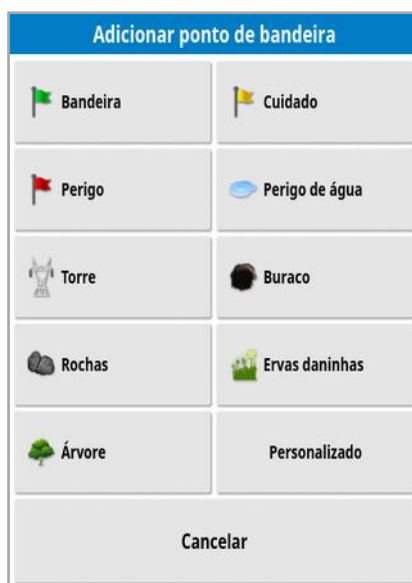 Adicionar ponto de bandeira
Bandeira
Cuidado
Perigo
Perigo de água
Torre
Buraco
Rochas
Ervas daninhas
Árvore
Personalizado
Cancelar